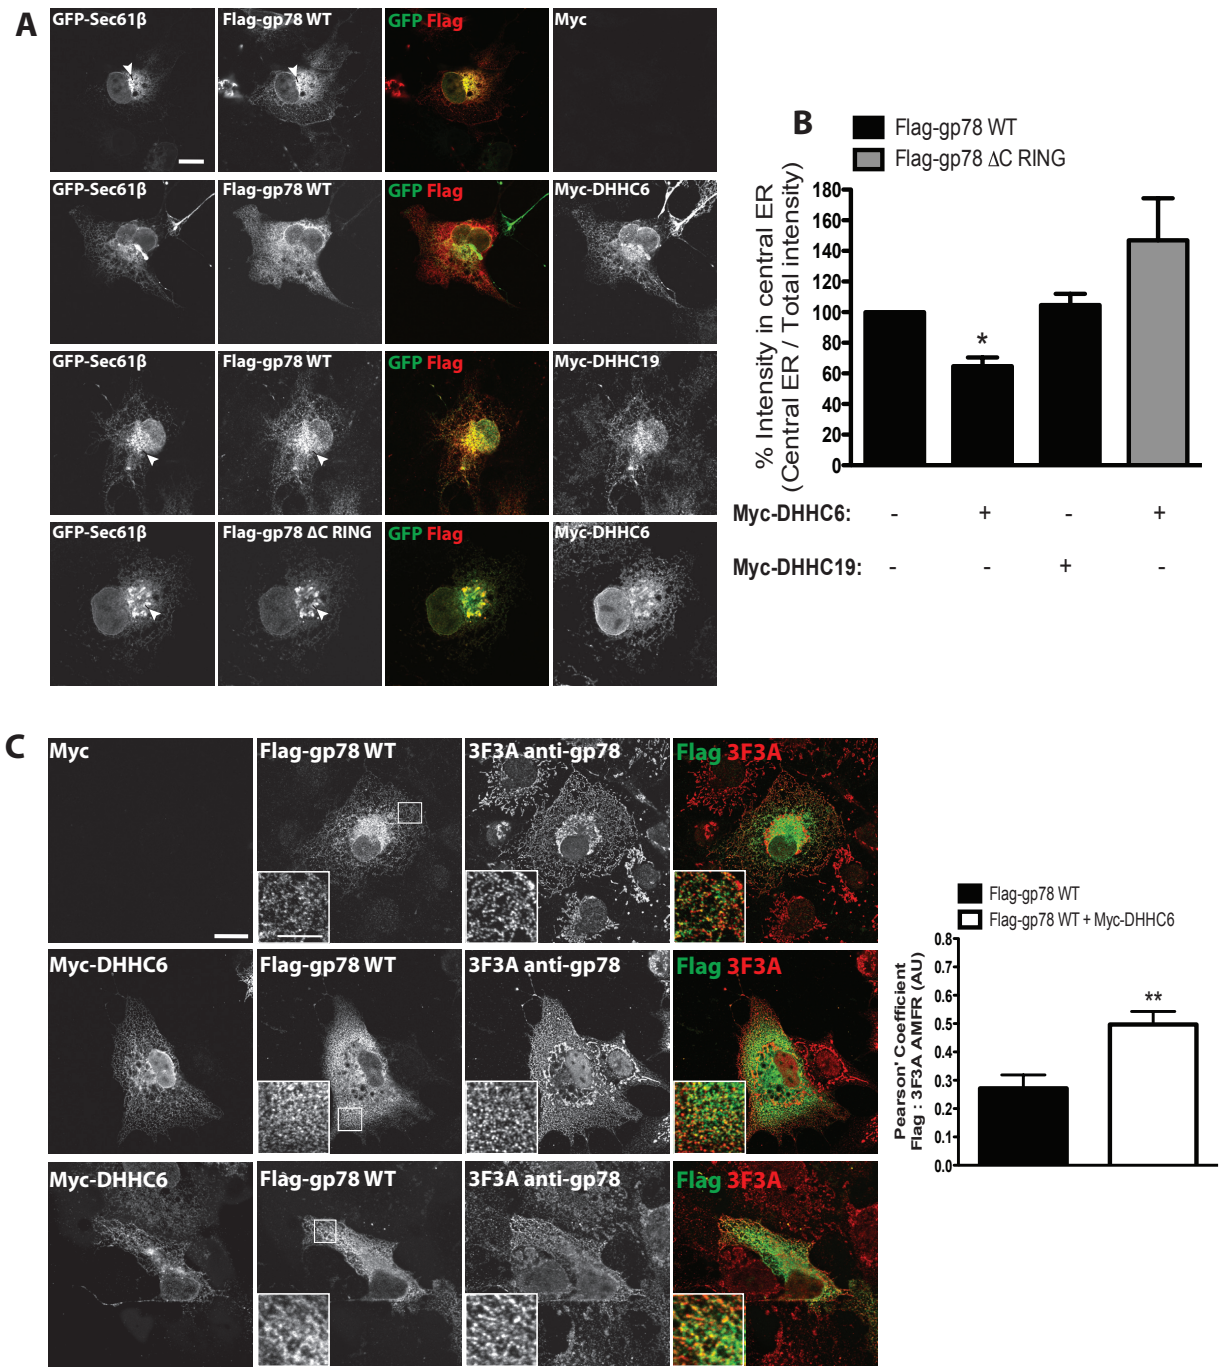 A
GFP-Sec61β Flag-gp78 WT GFP Flag Myc
GFP-Sec61β Flag-gp78 WT GFP Flag Myc-DHHC6
GFP-Sec61β Flag-gp78 WT GFP Flag Myc-DHHC19
GFP-Sec61β Flag-gp78 ΔC RING GFP Flag Myc-DHHC6
B
Flag-gp78 WT
Flag-gp78 ΔC RING
% Intensity in central ER
(Central ER / Total intensity)
180
160
140
120
100
80
60
40
20
0
*
Myc-DHHC6: - + - +
Myc-DHHC19: - - + -
C
Myc Flag-gp78 WT 3F3A anti-gp78 Flag 3F3A
Myc-DHHC6 Flag-gp78 WT 3F3A anti-gp78 Flag 3F3A
Myc-DHHC6 Flag-gp78 WT 3F3A anti-gp78 Flag 3F3A
Flag-gp78 WT
Flag-gp78 WT + Myc-DHHC6
Pearson' Coefficient
Flag : 3F3A AMFR (AU)
0.8
0.7
0.6
0.5
0.4
0.3
0.2
0.1
0.0
**